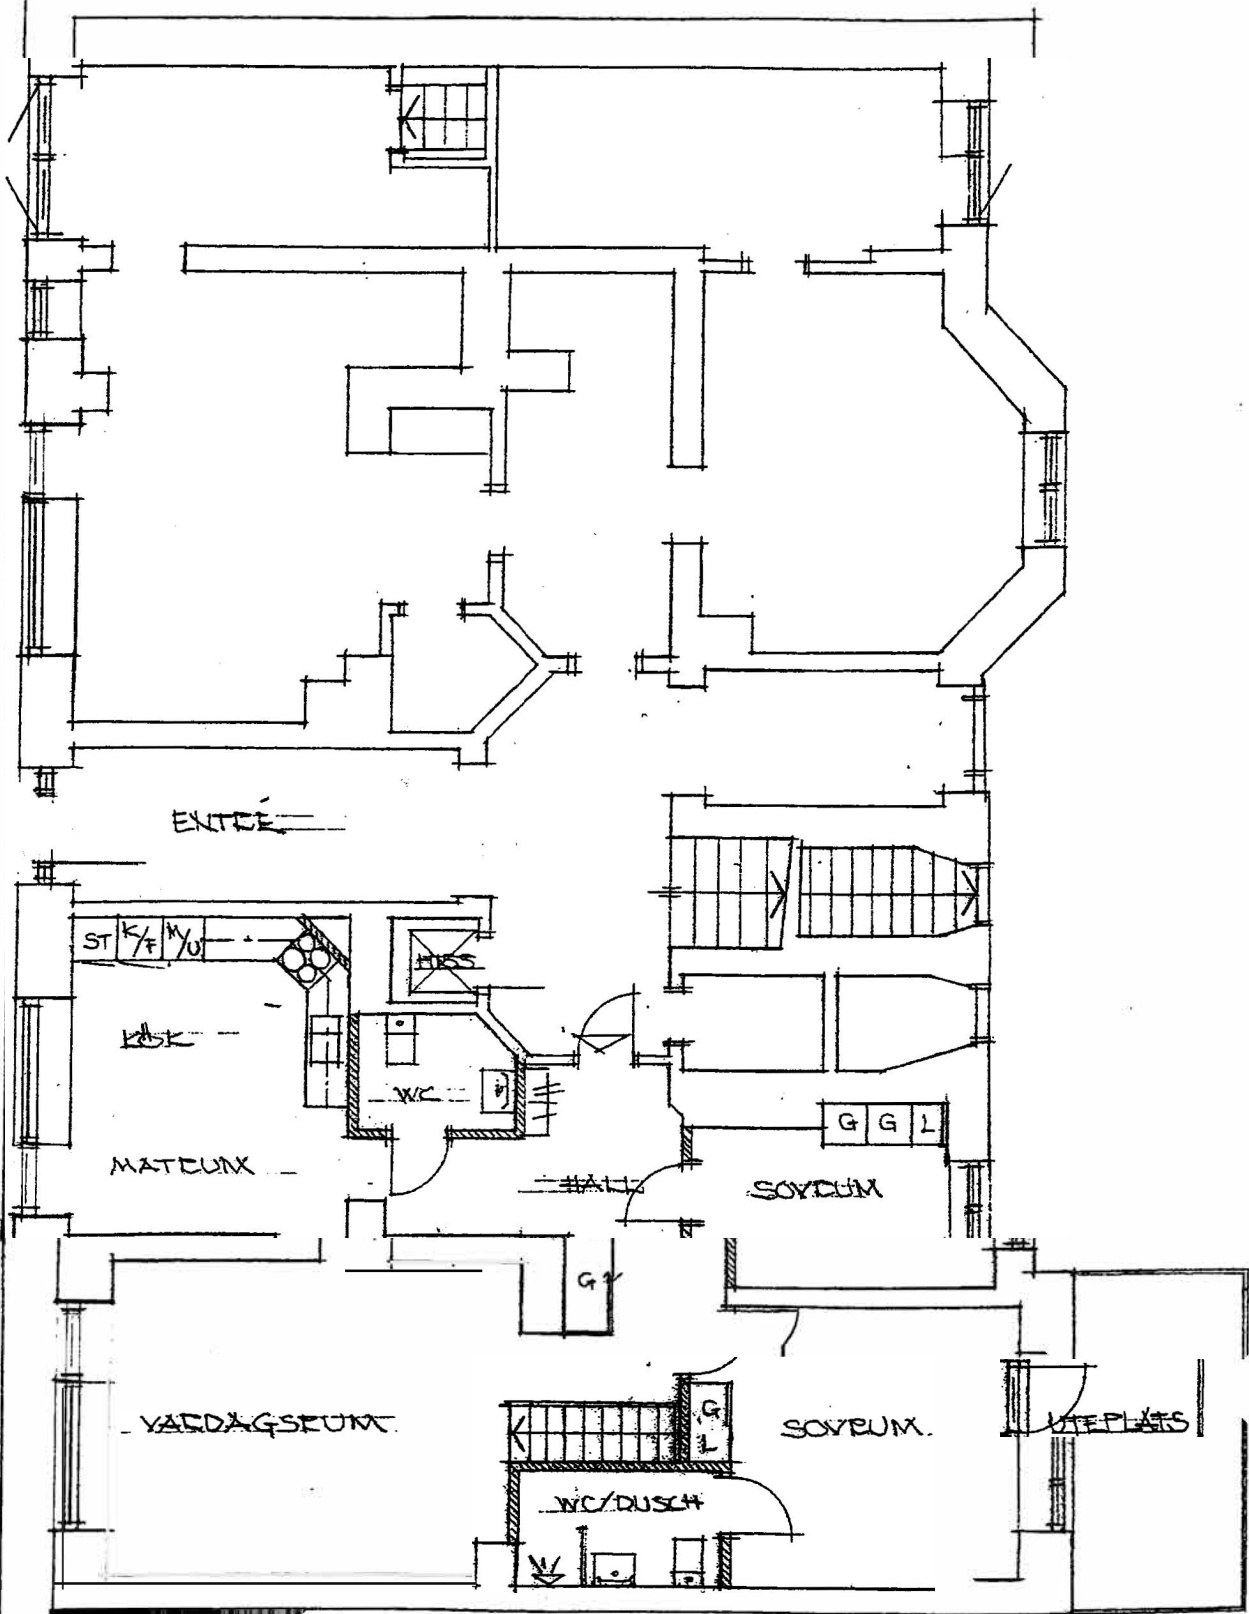 ENTRÉ
ST K/F M/U
HISS
KÖK
WC
G G L
MATRUM
HALL
SOVRUM
G
VARDAGSRUM
G
L
SOVRUM
UTEPLATS
WC/DUSCH